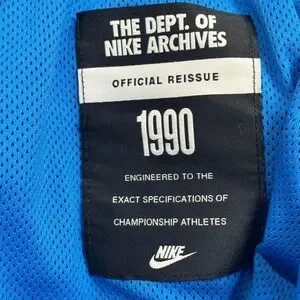 THE DEPT. OF
NIKE ARCHIVES
OFFICIAL REISSUE
1990
ENGINEERED TO THE
EXACT SPECIFICATIONS OF
CHAMPIONSHIP ATHLETES
NIKE